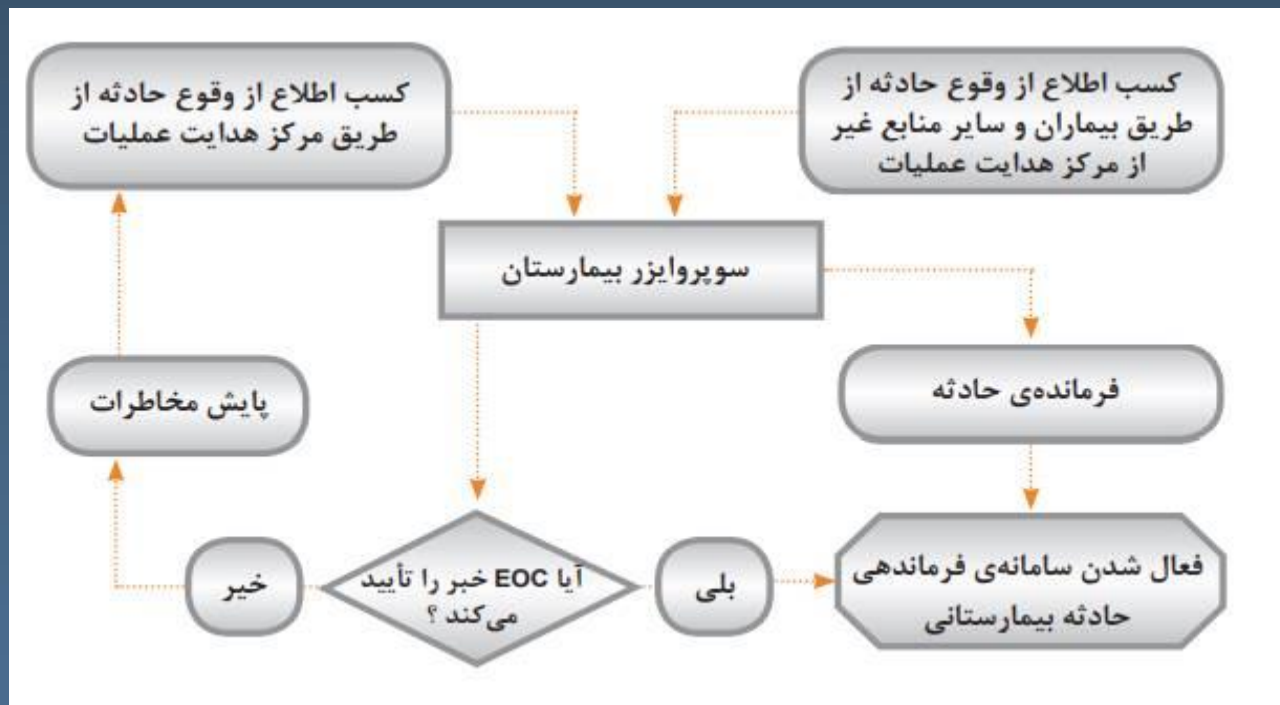 کسب اطلاع از وقوع حادثه از
طریق بیماران و سایر منابع غیر
از مرکز هدایت عملیات
کسب اطلاع از وقوع حادثه از
طریق مرکز هدایت عملیات
سوپروایزر بیمارستان
فرمانده‌ی حادثه
پایش مخاطرات
فعال شدن سامانه‌ی فرماندهی
حادثه بیمارستانی
بلی
آیا EOC خبر را تأیید
می‌کند ؟
خیر